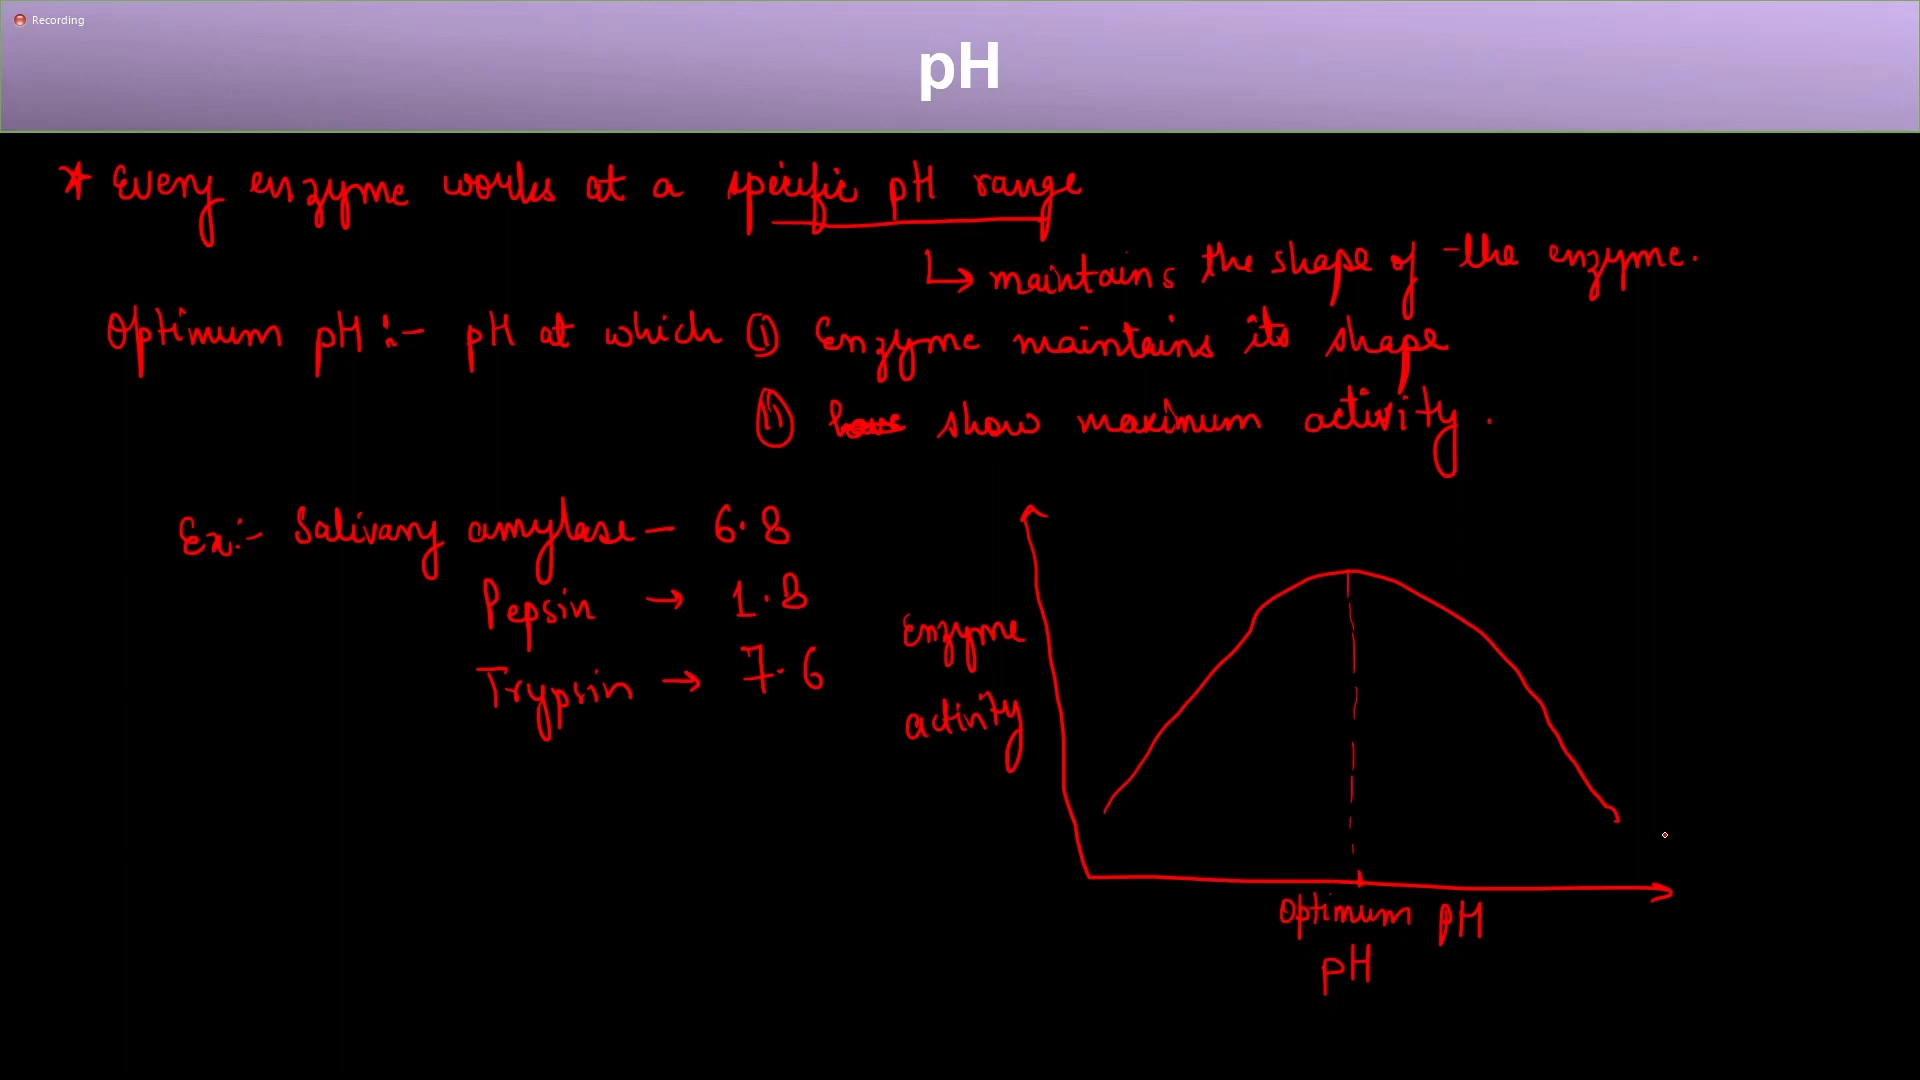 Recording
pH
* Every enzyme works at a specific pH range
↳ maintains the shape of the enzyme.
Optimum pH :- pH at which (i) Enzyme maintains its shape
(ii) show maximum activity.
Ex:- Salivary amylase - 6.8
Pepsin → 1.8
Trypsin → 7.6
Enzyme
activity
Optimum pH
pH